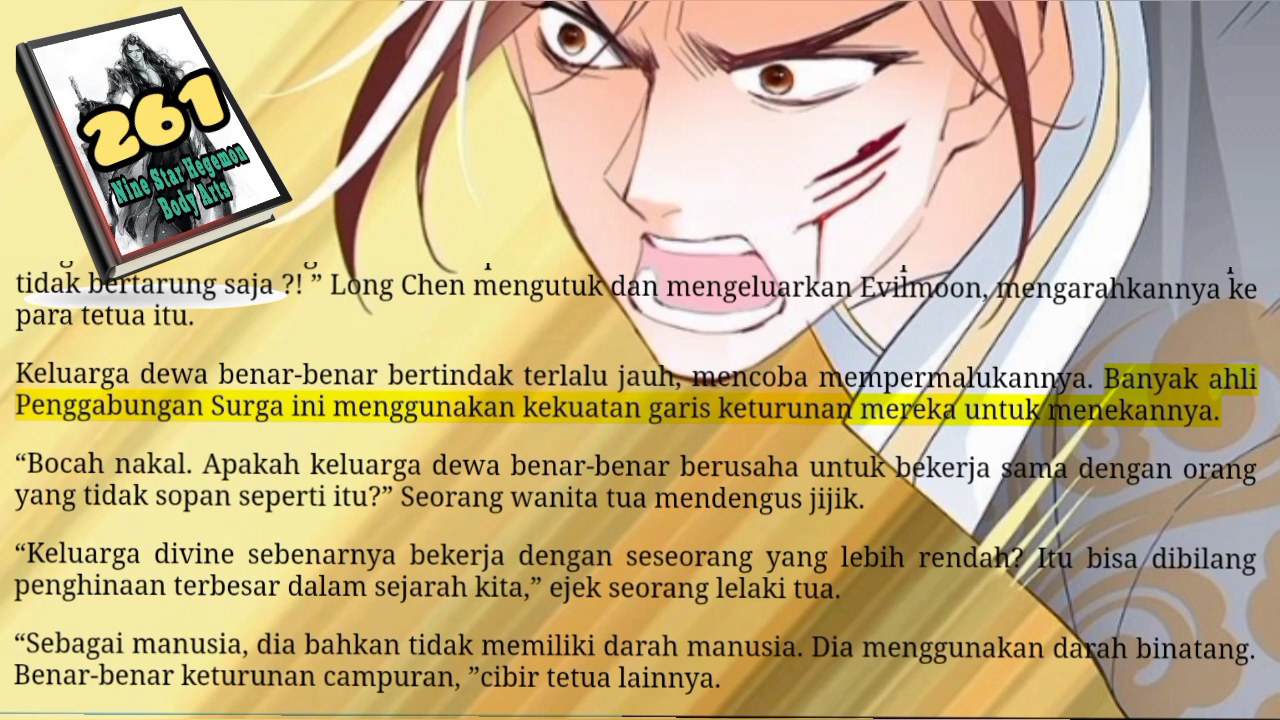 261
Nine Star Hegemon
Body Arts
tidak bertarung saja ?! ” Long Chen mengutuk dan mengeluarkan Evilmoon, mengarahkannya ke
para tetua itu.
Keluarga dewa benar-benar bertindak terlalu jauh, mencoba mempermalukannya. Banyak ahli
Penggabungan Surga ini menggunakan kekuatan garis keturunan mereka untuk menekannya.
“Bocah nakal. Apakah keluarga dewa benar-benar berusaha untuk bekerja sama dengan orang
yang tidak sopan seperti itu?” Seorang wanita tua mendengus jijik.
“Keluarga divine sebenarnya bekerja dengan seseorang yang lebih rendah? Itu bisa dibilang
penghinaan terbesar dalam sejarah kita,” ejek seorang lelaki tua.
“Sebagai manusia, dia bahkan tidak memiliki darah manusia. Dia menggunakan darah binatang.
Benar-benar keturunan campuran, ”cibir tetua lainnya.